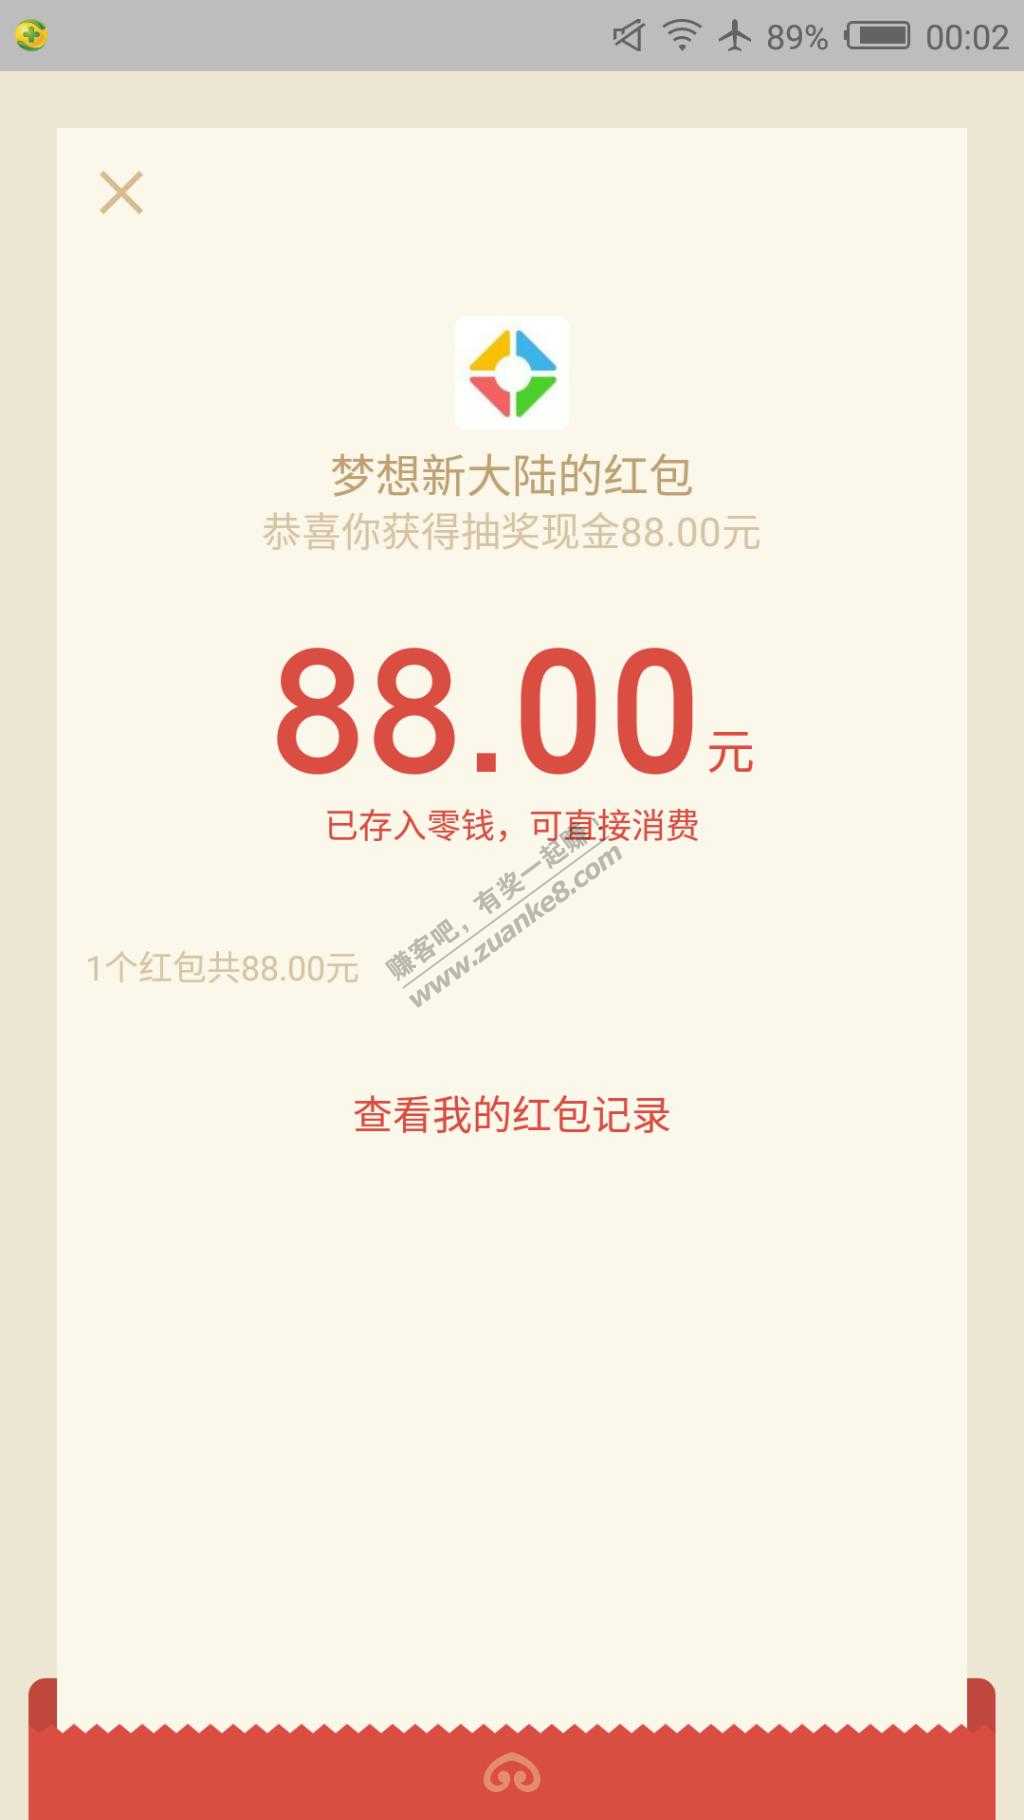 89% 00:02
梦想新大陆的红包
恭喜你获得抽奖现金88.00元
88.00元
已存入零钱，可直接消费
赚客吧，有奖一起赚！
www.zuanke8.com
1个红包共88.00元
查看我的红包记录